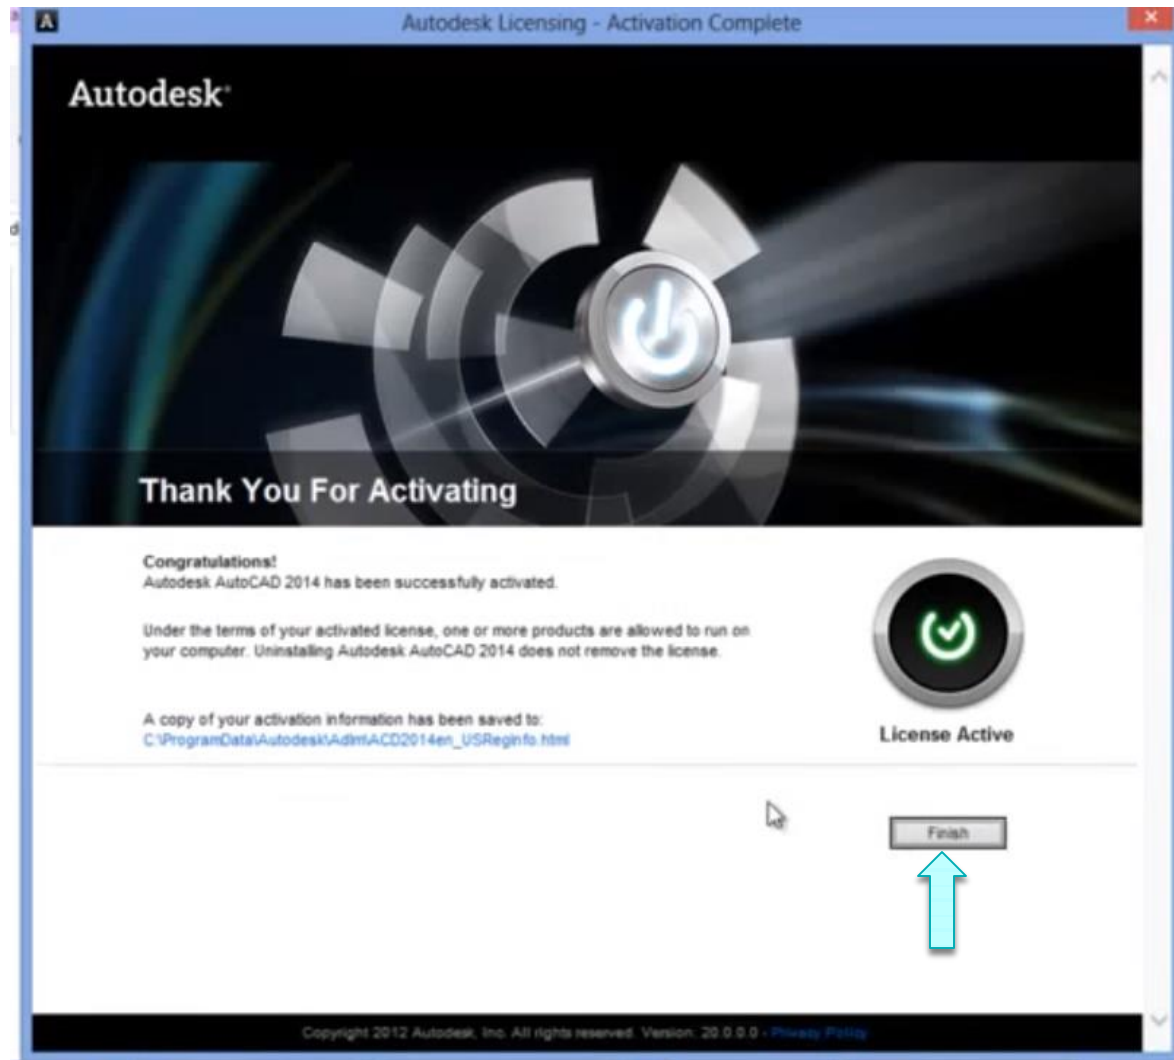 Autodesk Licensing - Activation Complete
Autodesk
Thank You For Activating
Congratulations!
Autodesk AutoCAD 2014 has been successfully activated.
Under the terms of your activated license, one or more products are allowed to run on
your computer. Uninstalling Autodesk AutoCAD 2014 does not remove the license.
A copy of your activation information has been saved to:
C:\ProgramData\Autodesk\Adlm\ACD2014en_USRegInfo.html
License Active
Finish
Copyright 2012 Autodesk, Inc. All rights reserved. Version: 20.0.0.0 - Privacy Policy